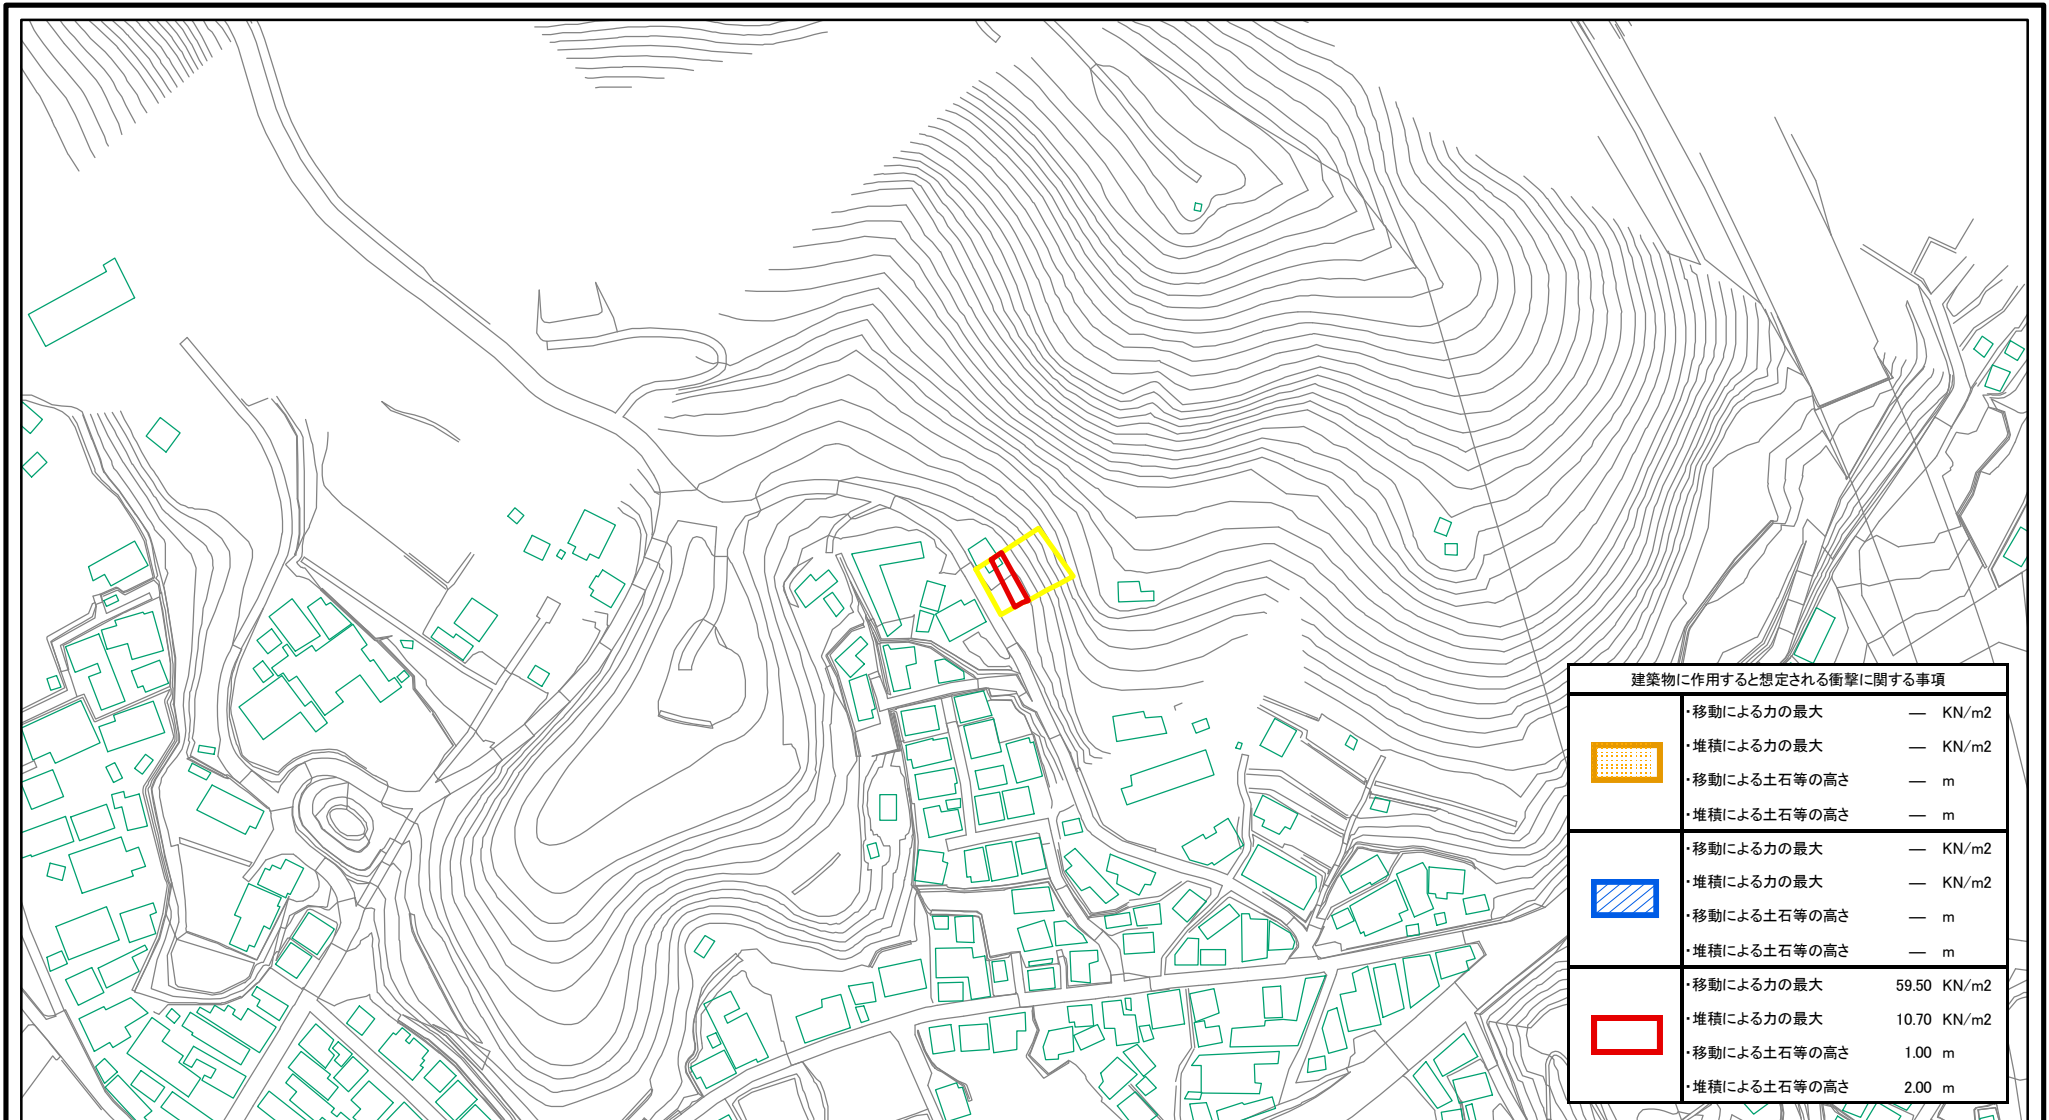 建築物に作用すると想定される衝撃に関する事項
・移動による力の最大 ― KN/m2
・堆積による力の最大 ― KN/m2
・移動による土石等の高さ ― m
・堆積による土石等の高さ ― m
・移動による力の最大 ― KN/m2
・堆積による力の最大 ― KN/m2
・移動による土石等の高さ ― m
・堆積による土石等の高さ ― m
・移動による力の最大 59.50 KN/m2
・堆積による力の最大 10.70 KN/m2
・移動による土石等の高さ 1.00 m
・堆積による土石等の高さ 2.00 m